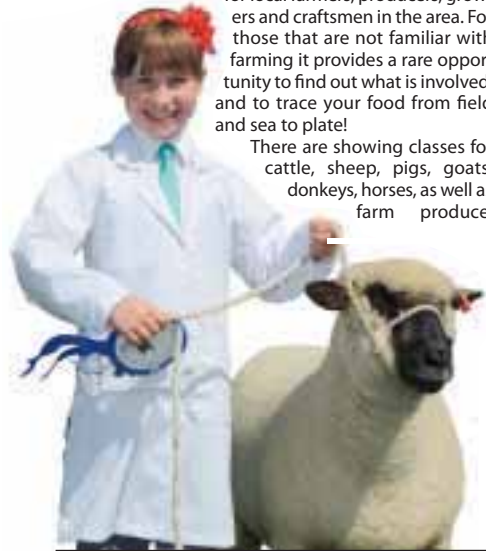 for local farmers, producers, grow
ers and craftsmen in the area. Fo
those that are not familiar with
farming it provides a rare oppor
tunity to find out what is involved
and to trace your food from field
and sea to plate!
There are showing classes fo
cattle, sheep, pigs, goats
donkeys, horses, as well a
farm produce